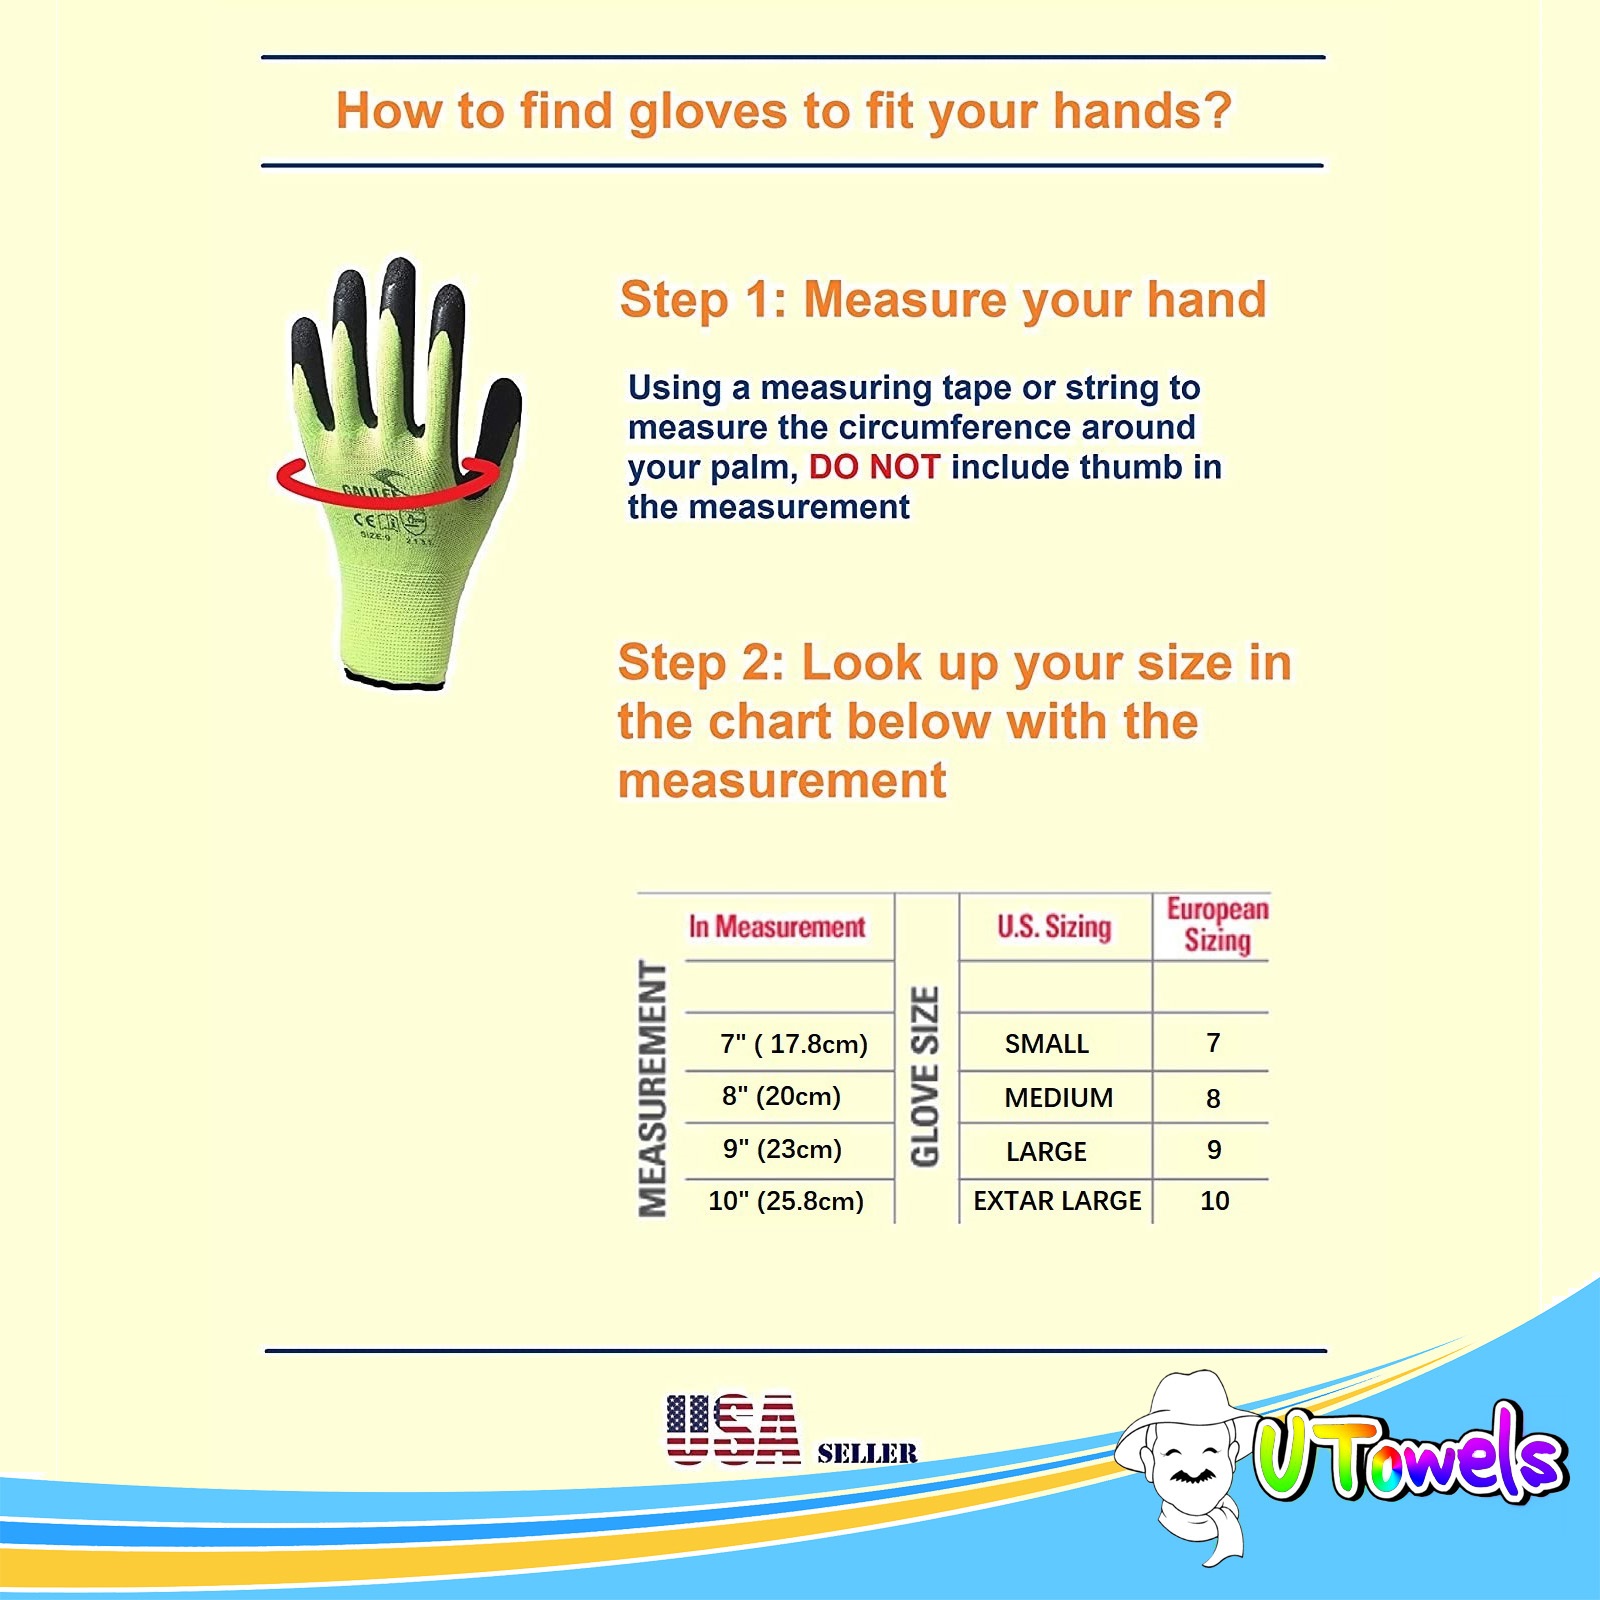 How to find gloves to fit your hands?
Step 1: Measure your hand
Using a measuring tape or string to
measure the circumference around
your palm, DO NOT include thumb in
the measurement
GALILEE
CE
SIZE-9 2131
Step 2: Look up your size in
the chart below with the
measurement
MEASUREMENT
In Measurement
GLOVE SIZE
U.S. Sizing
European
Sizing
7" ( 17.8cm) SMALL 7
8" (20cm) MEDIUM 8
9" (23cm) LARGE 9
10" (25.8cm) EXTAR LARGE 10
USA SELLER
UTowels